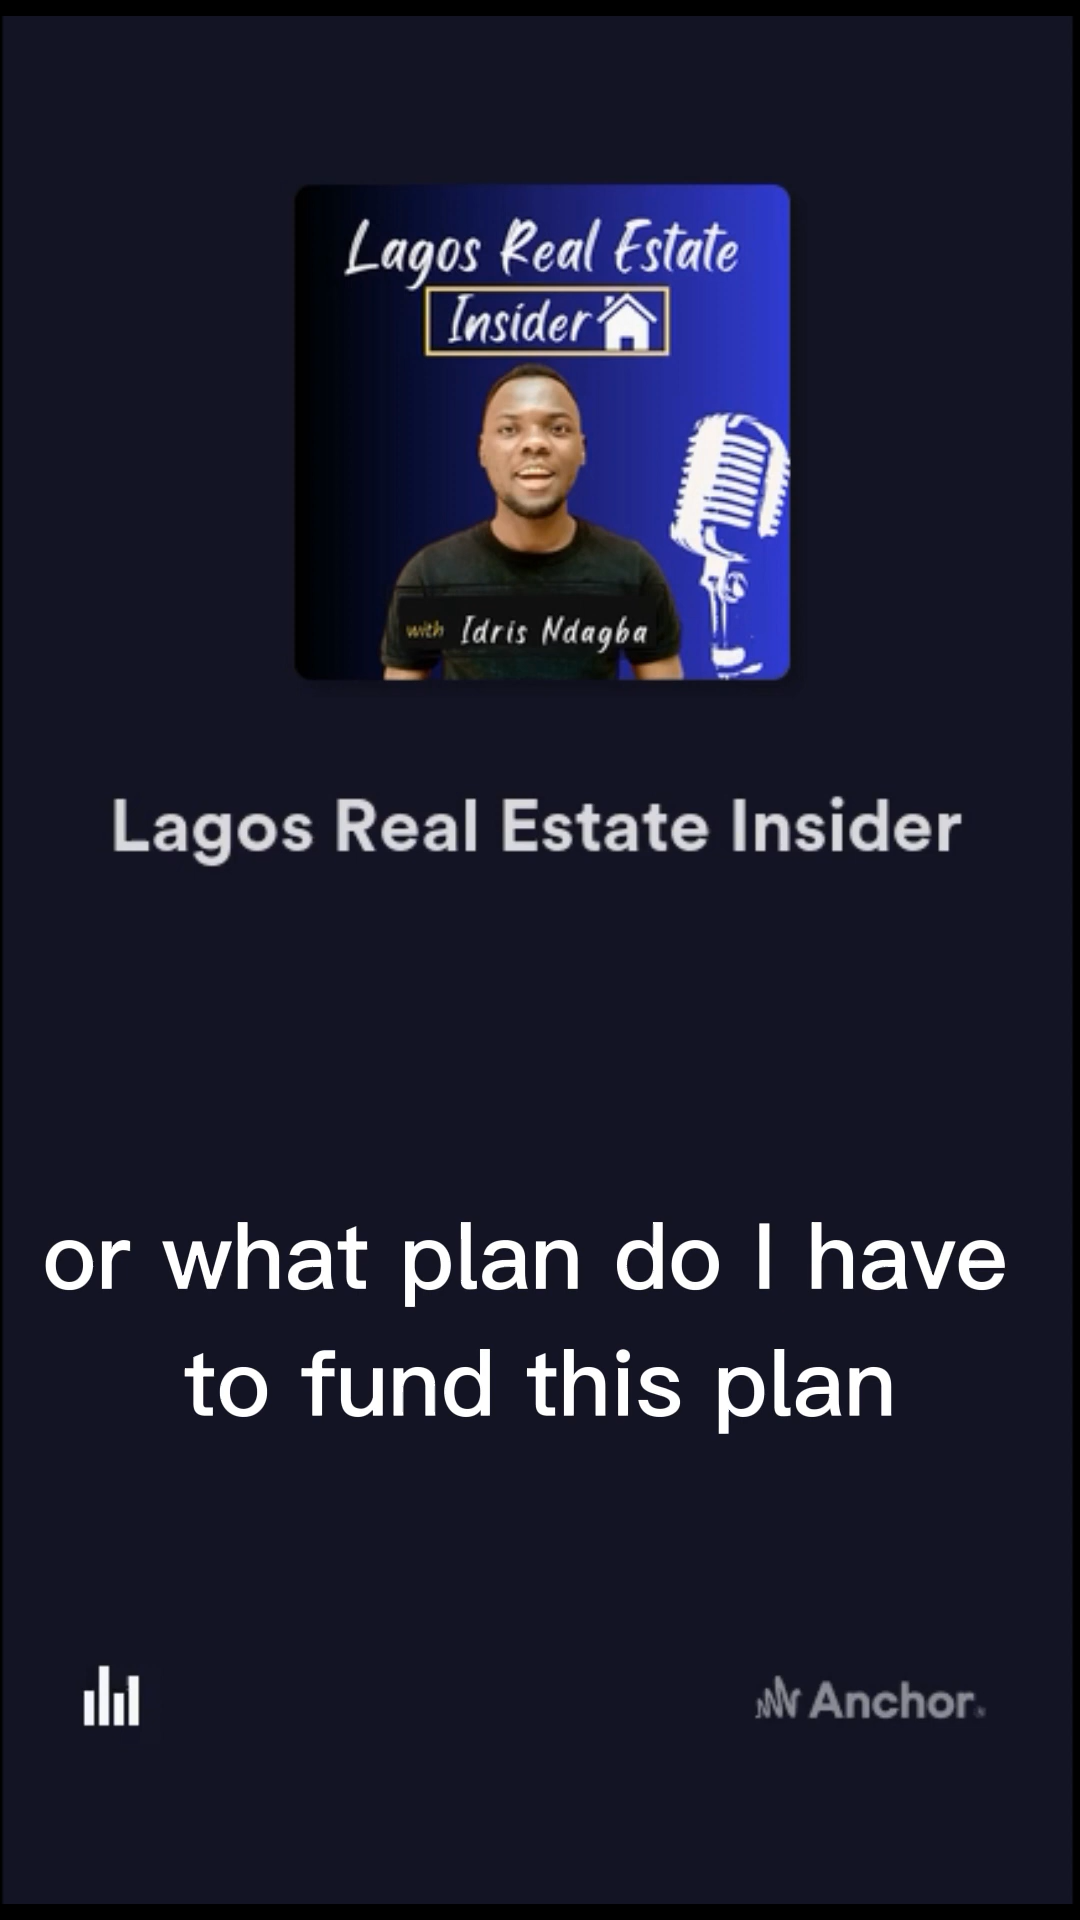 Lagos Real Estate
Insider
with Idris Ndagba
Lagos Real Estate Insider
or what plan do I have
to fund this plan
Anchor